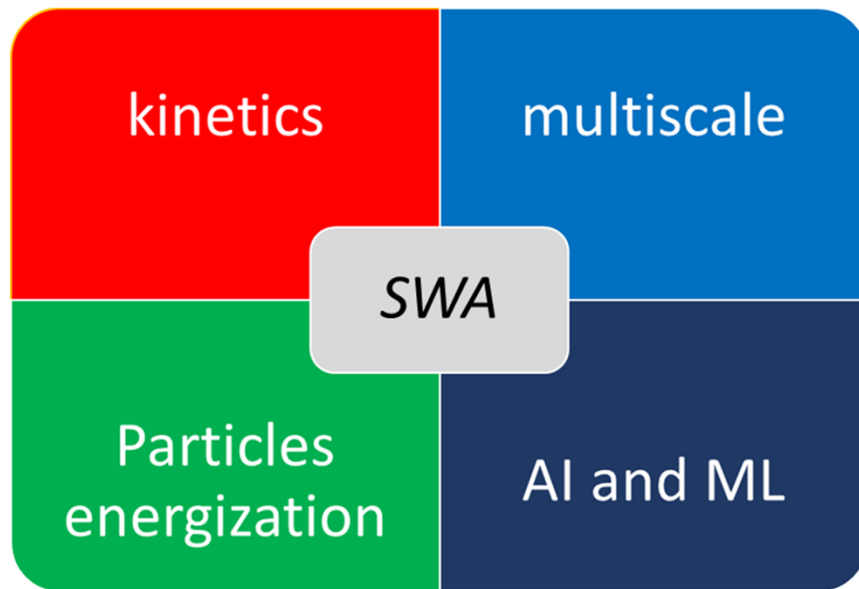 kinetics
multiscale
SWA
Particles
energization
AI and ML